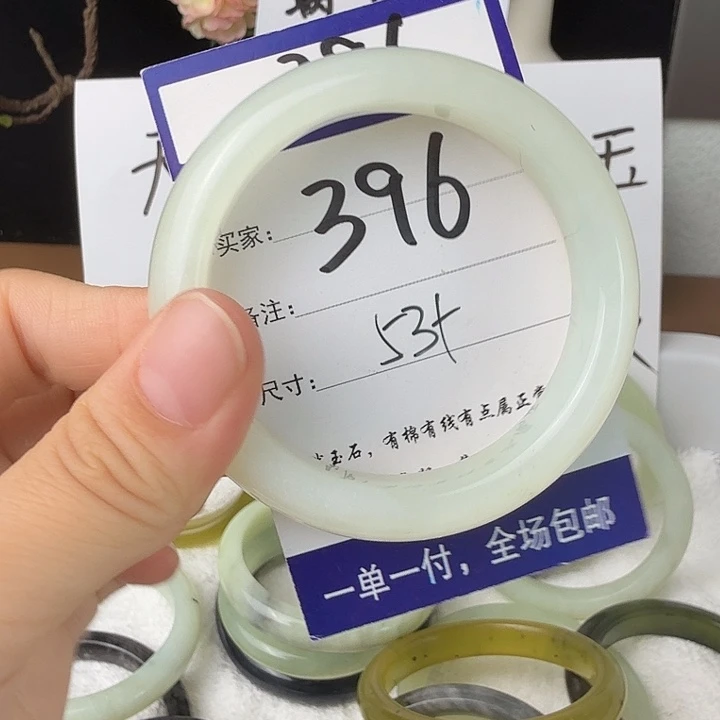 396
买家:
备注:
53+
尺寸:
玉石，有棉有线有点属正常
一单一付，全场包邮
玉